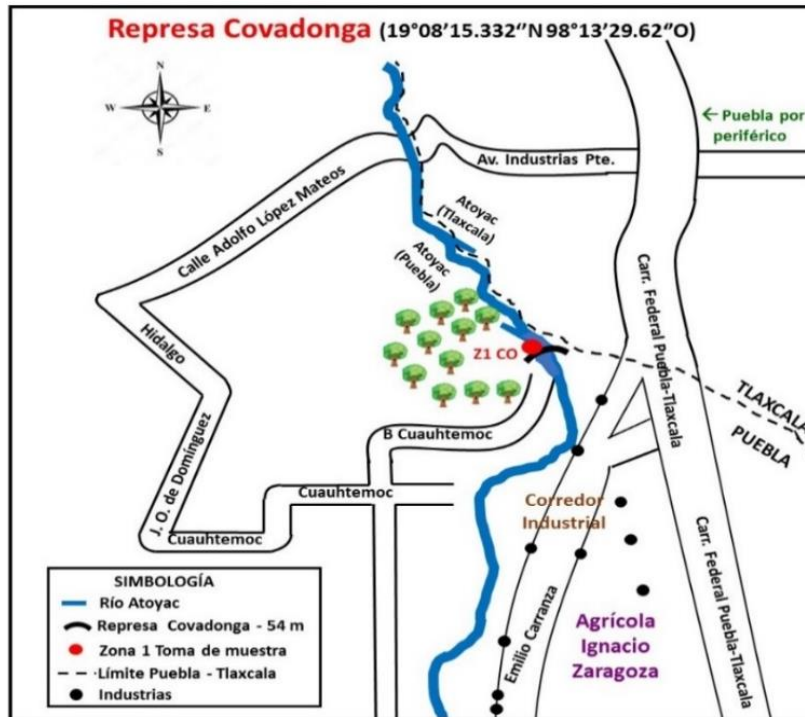 Represa Covadonga (19°08’15.332‘’N 98°13’29.62‘’O)
N
W E
S
← Puebla por
periférico
Av. Industrias Pte.
Calle Adolfo López Mateos
Atoyac
(Tlaxcala)
Atoyac
(Puebla)
Carr. Federal Puebla-Tlaxcala
Hidalgo
Z1 CO
TLAXCALA
PUEBLA
B Cuauhtemoc
J. O. de Domínguez
Cuauhtemoc
Corredor
Industrial
Cuauhtemoc
Carr. Federal Puebla-Tlaxcala
Emilio Carranza
Agrícola
Ignacio
Zaragoza
SIMBOLOGÍA
Río Atoyac
Represa Covadonga - 54 m
Zona 1 Toma de muestra
Límite Puebla - Tlaxcala
Industrias